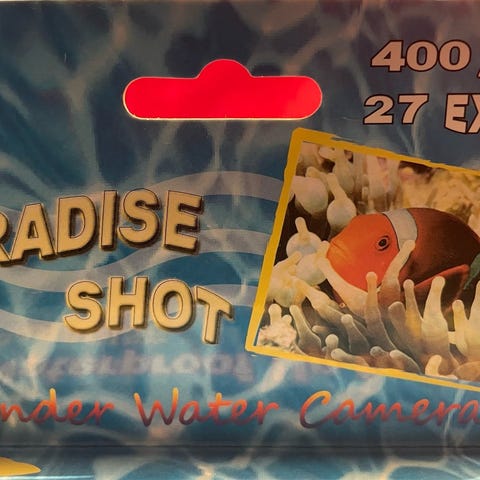 400
27 EX
RADISE
SHOT
nder Water Camera